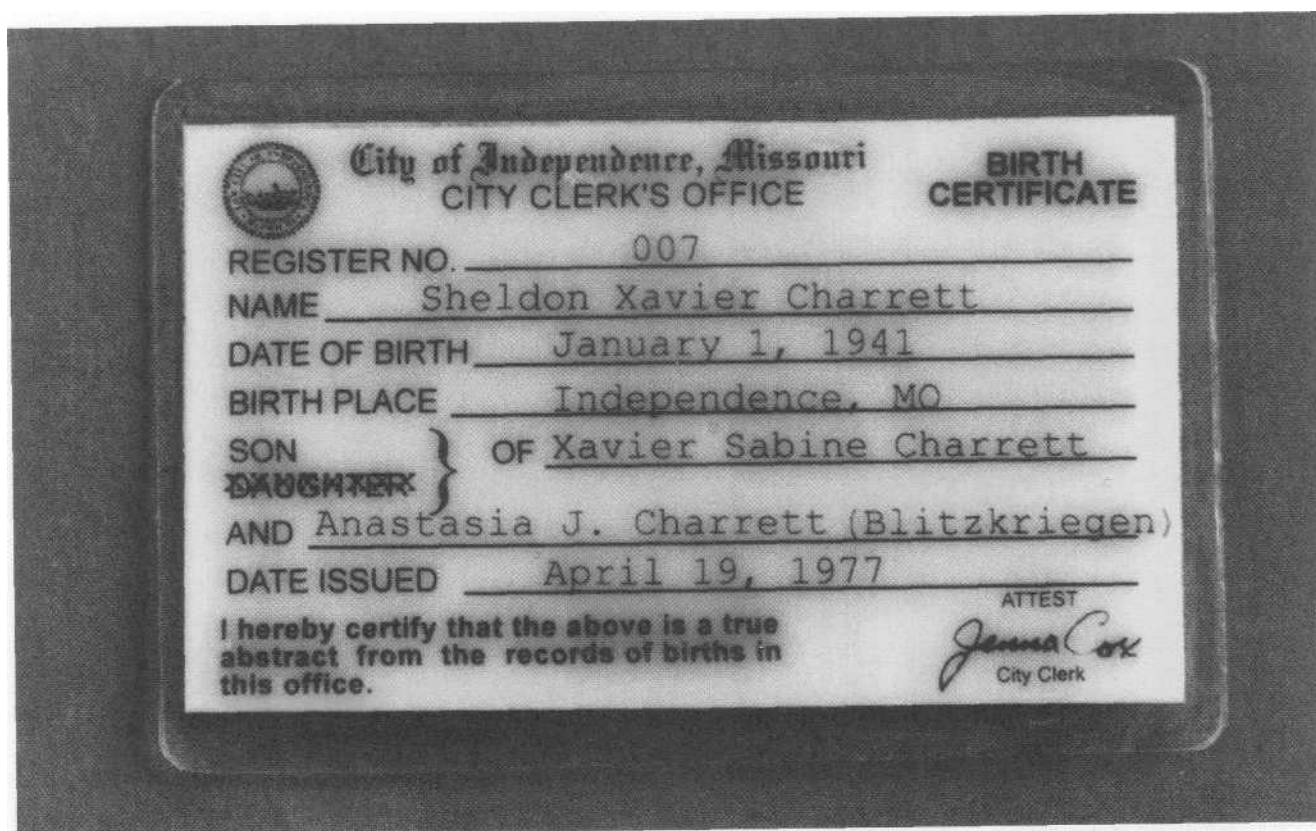 City of Independence, Missouri
CITY CLERK'S OFFICE
BIRTH
CERTIFICATE
REGISTER NO. 007
NAME Sheldon Xavier Charrett
DATE OF BIRTH January 1, 1941
BIRTH PLACE Independence, MO
SON
DAUGHTER
} OF Xavier Sabine Charrett
AND Anastasia J. Charrett (Blitzkriegen)
DATE ISSUED April 19, 1977
I hereby certify that the above is a true
abstract from the records of births in
this office.
ATTEST
Jenna Cox
City Clerk